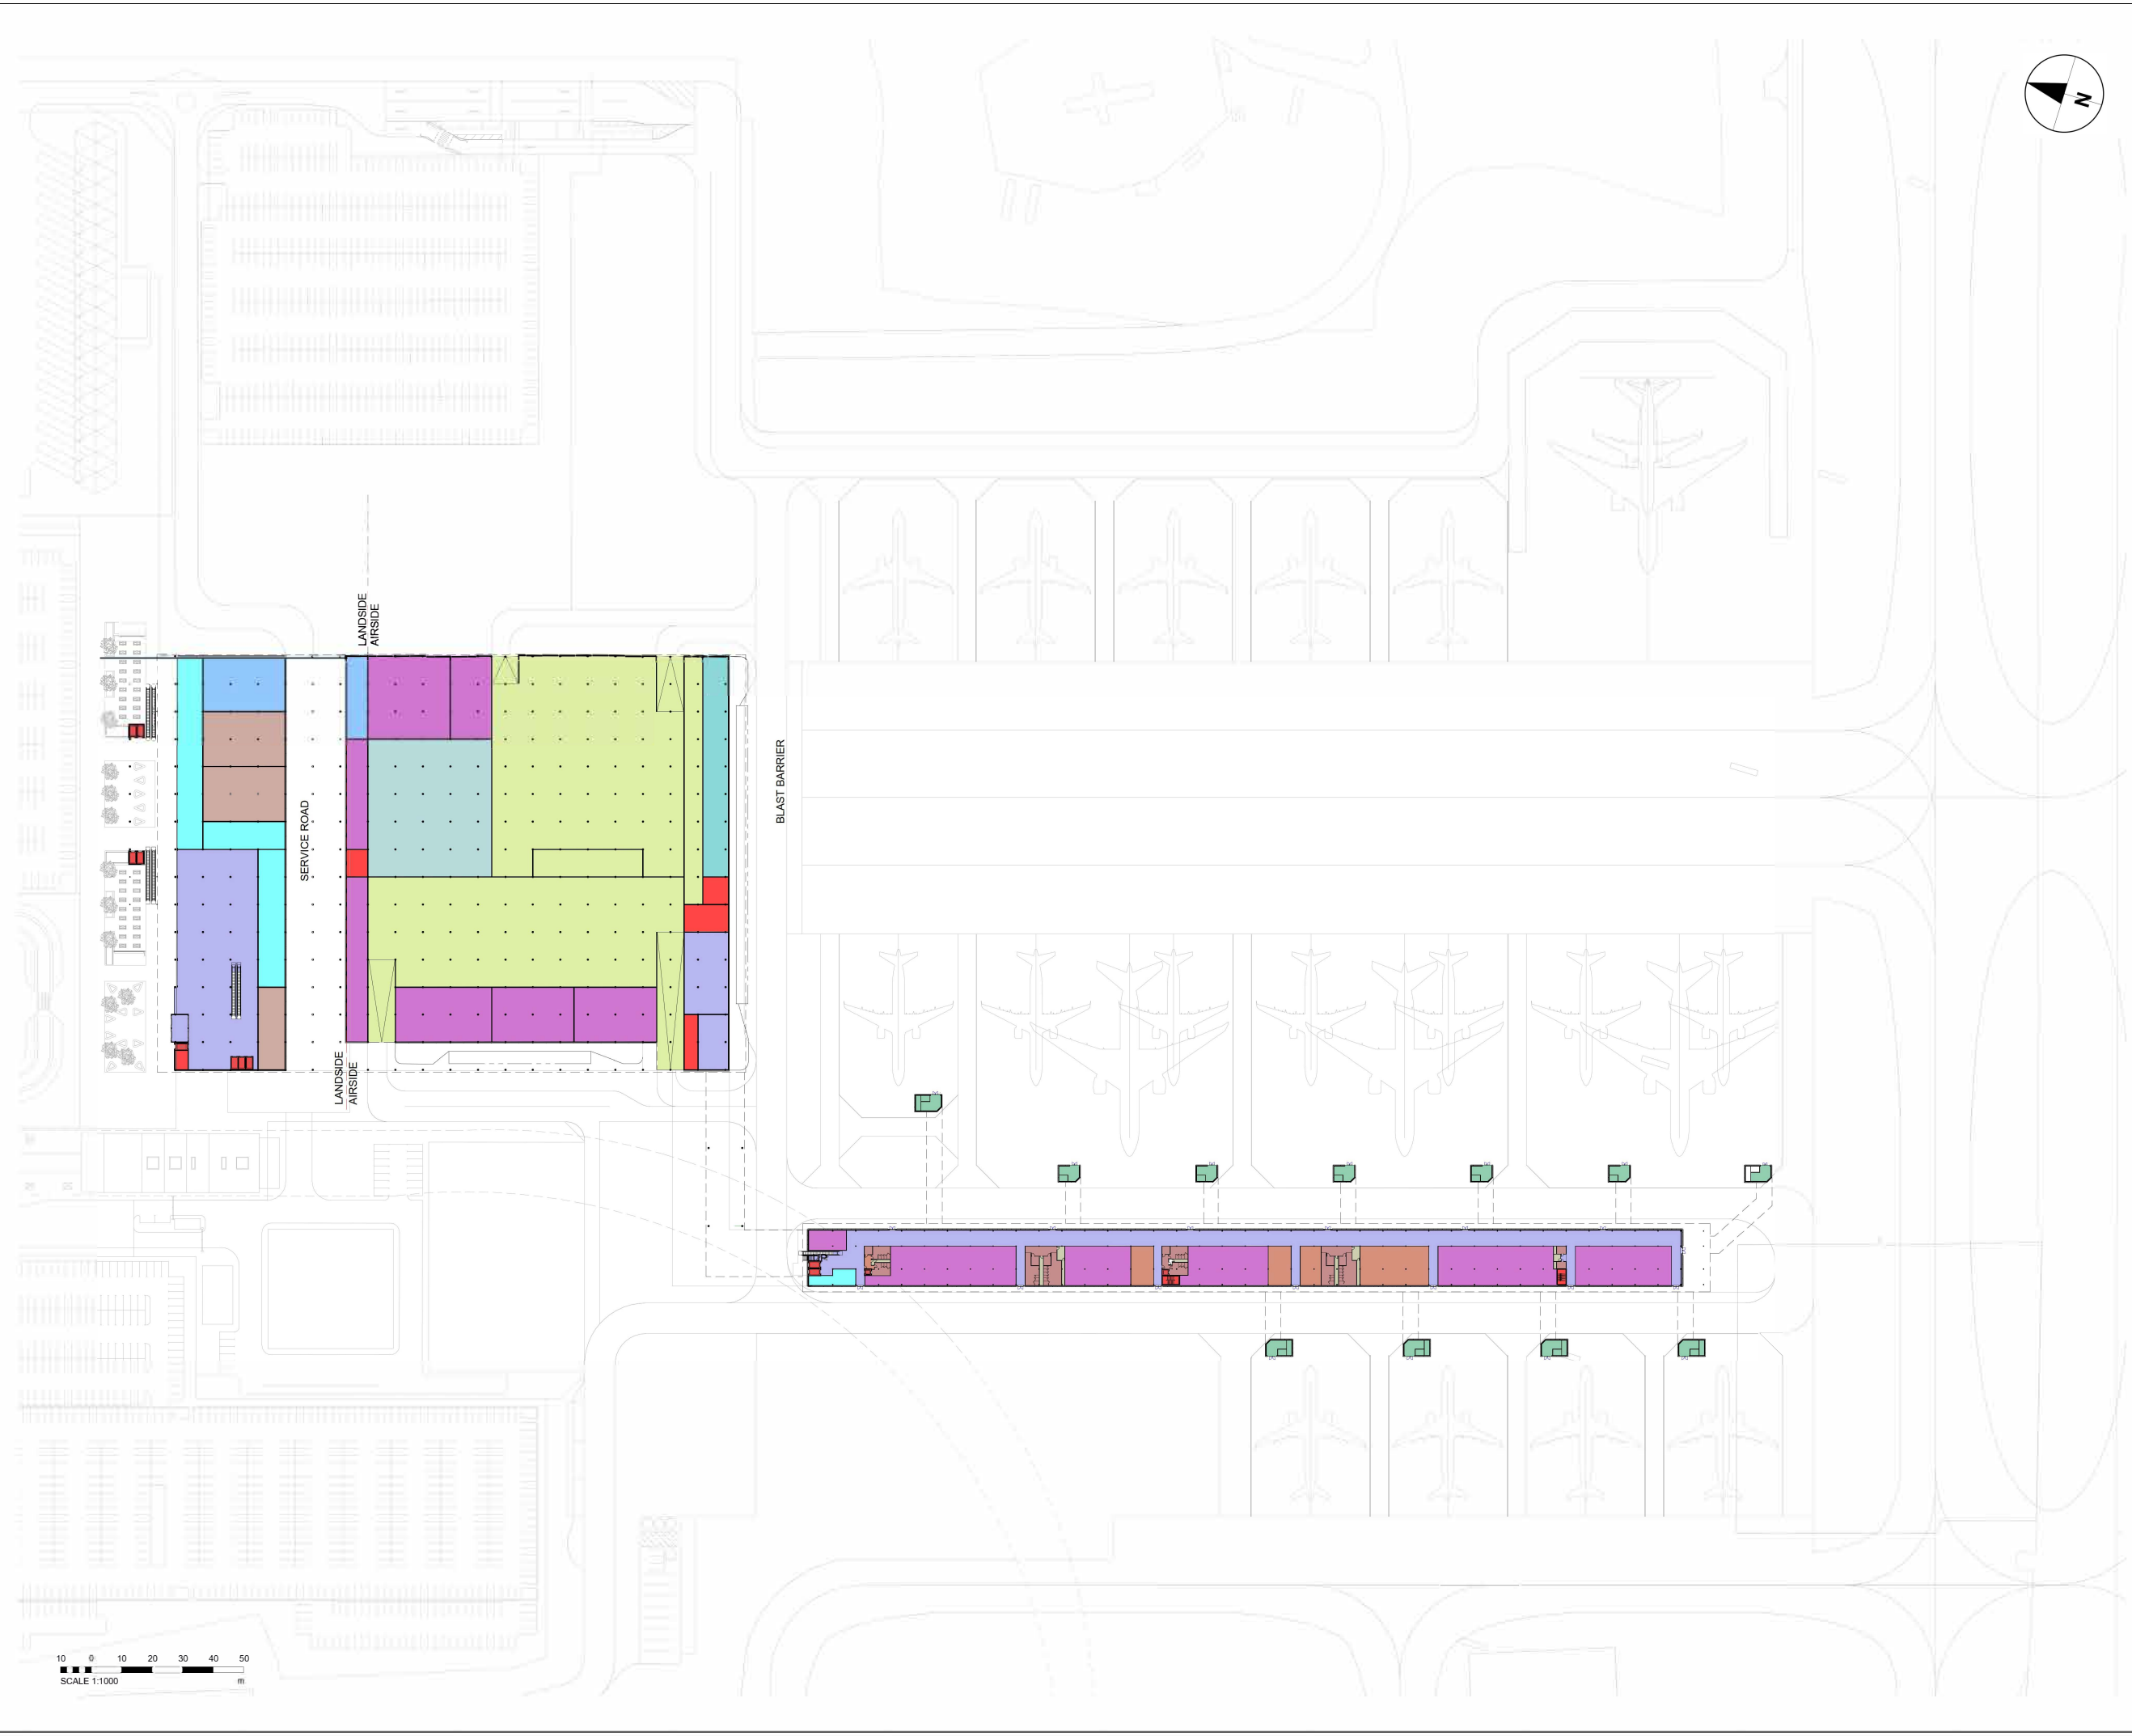 N
LANDSIDE
AIRSIDE
BLAST BARRIER
SERVICE ROAD
LANDSIDE
AIRSIDE
10 0 10 20 30 40 50
SCALE 1:1000 m